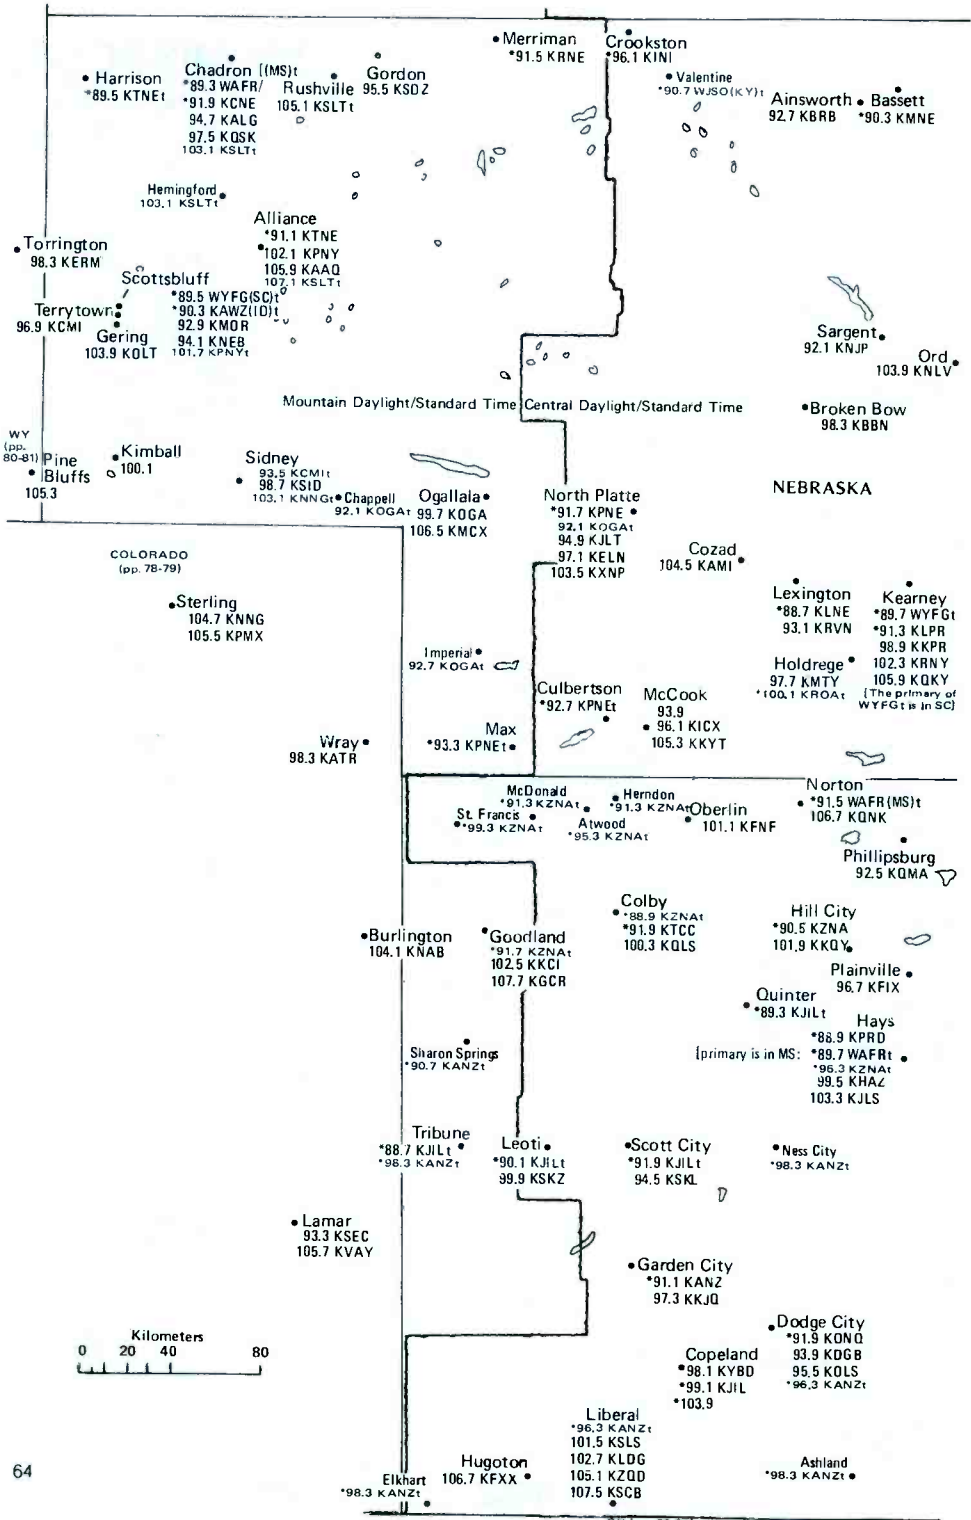 Merriman
*91.5 KRNE
Crookston
*96.1 KINI
Harrison
*89.5 KTNEt
Chadron [(MS)t
*89.3 WAFR/
*91.9 KCNE
94.7 KALG
97.5 KQSK
103.1 KSLTt
Rushville
105.1 KSLTt
Gordon
95.5 KSDZ
Valentine
*90.7 WJSO(KY)t
Ainsworth
92.7 KBRB
Bassett
*90.3 KMNE
Hemingford
103.1 KSLTt
Alliance
*91.1 KTNE
102.1 KPNY
105.9 KAAQ
107.1 KSLTt
Torrington
98.3 KERM
Scottsbluff
*89.5 WYFG(SC)t
*90.3 KAWZ(ID)t
92.9 KMOR
94.1 KNEB
101.7 KPNYt
Terrytown
96.9 KCMI
Gering
103.9 KOLT
Sargent
92.1 KNJP
Ord
103.9 KNLV
Mountain Daylight/Standard Time
Central Daylight/Standard Time
Broken Bow
98.3 KBBN
WY
(pp.
80-81)
Pine
Bluffs
105.3
Kimball
100.1
Sidney
93.5 KCMIt
98.7 KSID
103.1 KNNGt
Chappell
92.1 KOGAt
Ogallala
99.7 KOGA
106.5 KMCX
North Platte
*91.7 KPNE
92.1 KOGAt
94.9 KJLT
97.1 KELN
103.5 KXNP
NEBRASKA
COLORADO
(pp. 78-79)
Cozad
104.5 KAMI
Sterling
104.7 KNNG
105.5 KPMX
Lexington
*88.7 KLNE
93.1 KRVN
Kearney
*89.7 WYFGt
*91.3 KLPR
98.9 KKPR
102.3 KRNY
105.9 KQKY
[The primary of
WYFGt is in SC]
Imperial
92.7 KOGAt
Holdrege
97.7 KMTY
*100.1 KROAt
Culbertson
*92.7 KPNEt
McCook
93.9
96.1 KICX
105.3 KKYT
Max
*93.3 KPNEt
Wray
98.3 KATR
McDonald
*91.3 KZNAt
Herndon
*91.3 KZNAt
St. Francis
*99.3 KZNAt
Atwood
*95.3 KZNAt
Oberlin
101.1 KFNF
Norton
*91.5 WAFR(MS)t
106.7 KQNK
Phillipsburg
92.5 KQMA
Colby
*88.9 KZNAt
*91.9 KTCC
100.3 KQLS
Hill City
*90.5 KZNA
101.9 KKQY
Burlington
104.1 KNAB
Goodland
*91.7 KZNAt
102.5 KKCI
107.7 KGCR
Plainville
96.7 KFIX
Quinter
*89.3 KJILt
Hays
*88.9 KPRD
[primary is in MS:
*89.7 WAFRt
*96.3 KZNAt
99.5 KHAZ
103.3 KJLS
Sharon Springs
*90.7 KANZt
Tribune
*88.7 KJILt
*98.3 KANZt
Leoti
*90.1 KJILt
99.9 KSKZ
Scott City
*91.9 KJILt
94.5 KSKL
Ness City
*98.3 KANZt
Lamar
93.3 KSEC
105.7 KVAY
Garden City
*91.1 KANZ
97.3 KKJQ
Dodge City
*91.9 KONQ
93.9 KDGB
95.5 KOLS
*96.3 KANZt
Kilometers
0 20 40 80
Copeland
*98.1 KYBD
*99.1 KJIL
*103.9
Liberal
*96.3 KANZt
101.5 KSLS
102.7 KLDG
105.1 KZQD
107.5 KSCB
Hugoton
106.7 KFXX
Elkhart
*98.3 KANZt
Ashland
*98.3 KANZt
64